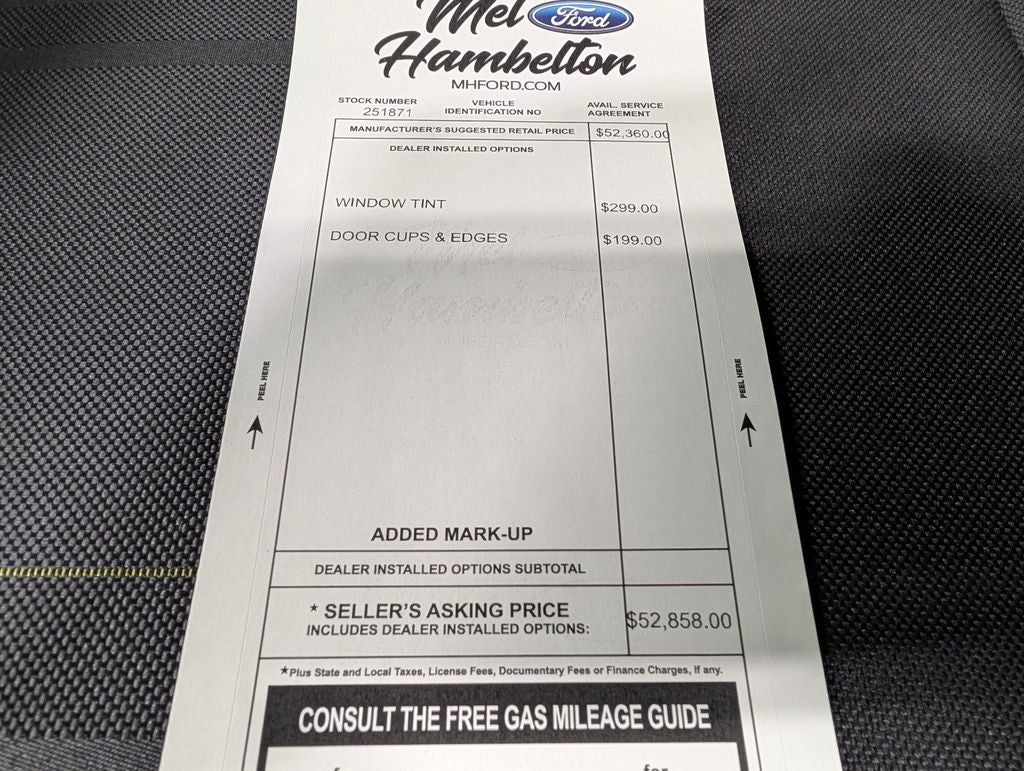 Mel Ford
Hambelton
MHFORD.COM
STOCK NUMBER
251871
VEHICLE
IDENTIFICATION NO
AVAIL. SERVICE
AGREEMENT
MANUFACTURER'S SUGGESTED RETAIL PRICE $52,360.00
DEALER INSTALLED OPTIONS
WINDOW TINT $299.00
DOOR CUPS & EDGES $199.00
PEEL HERE
PEEL HERE
ADDED MARK-UP
DEALER INSTALLED OPTIONS SUBTOTAL
* SELLER'S ASKING PRICE
INCLUDES DEALER INSTALLED OPTIONS: $52,858.00
*Plus State and Local Taxes, License Fees, Documentary Fees or Finance Charges, if any.
CONSULT THE FREE GAS MILEAGE GUIDE